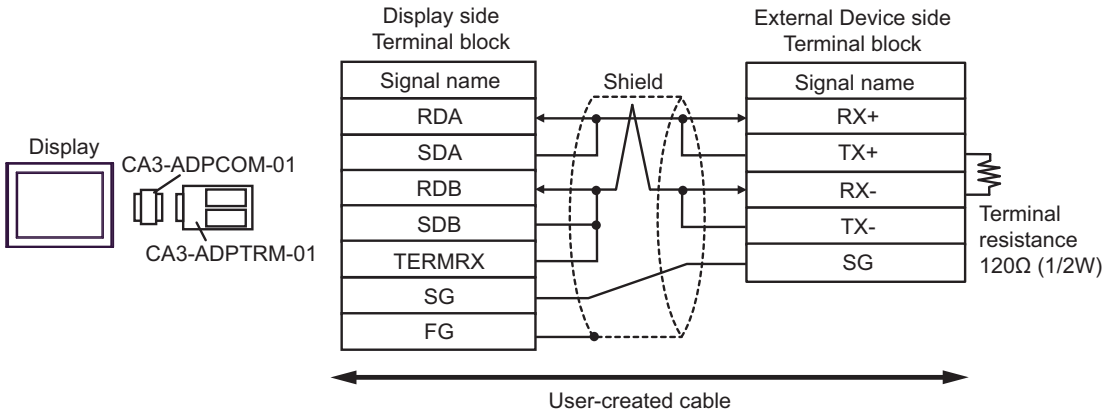 Display
CA3-ADPCOM-01
CA3-ADPTRM-01
Display side
Terminal block
Signal name
RDA
SDA
RDB
SDB
TERMRX
SG
FG
Shield
External Device side
Terminal block
Signal name
RX+
TX+
RX-
TX-
SG
Terminal
resistance
120Ω (1/2W)
User-created cable